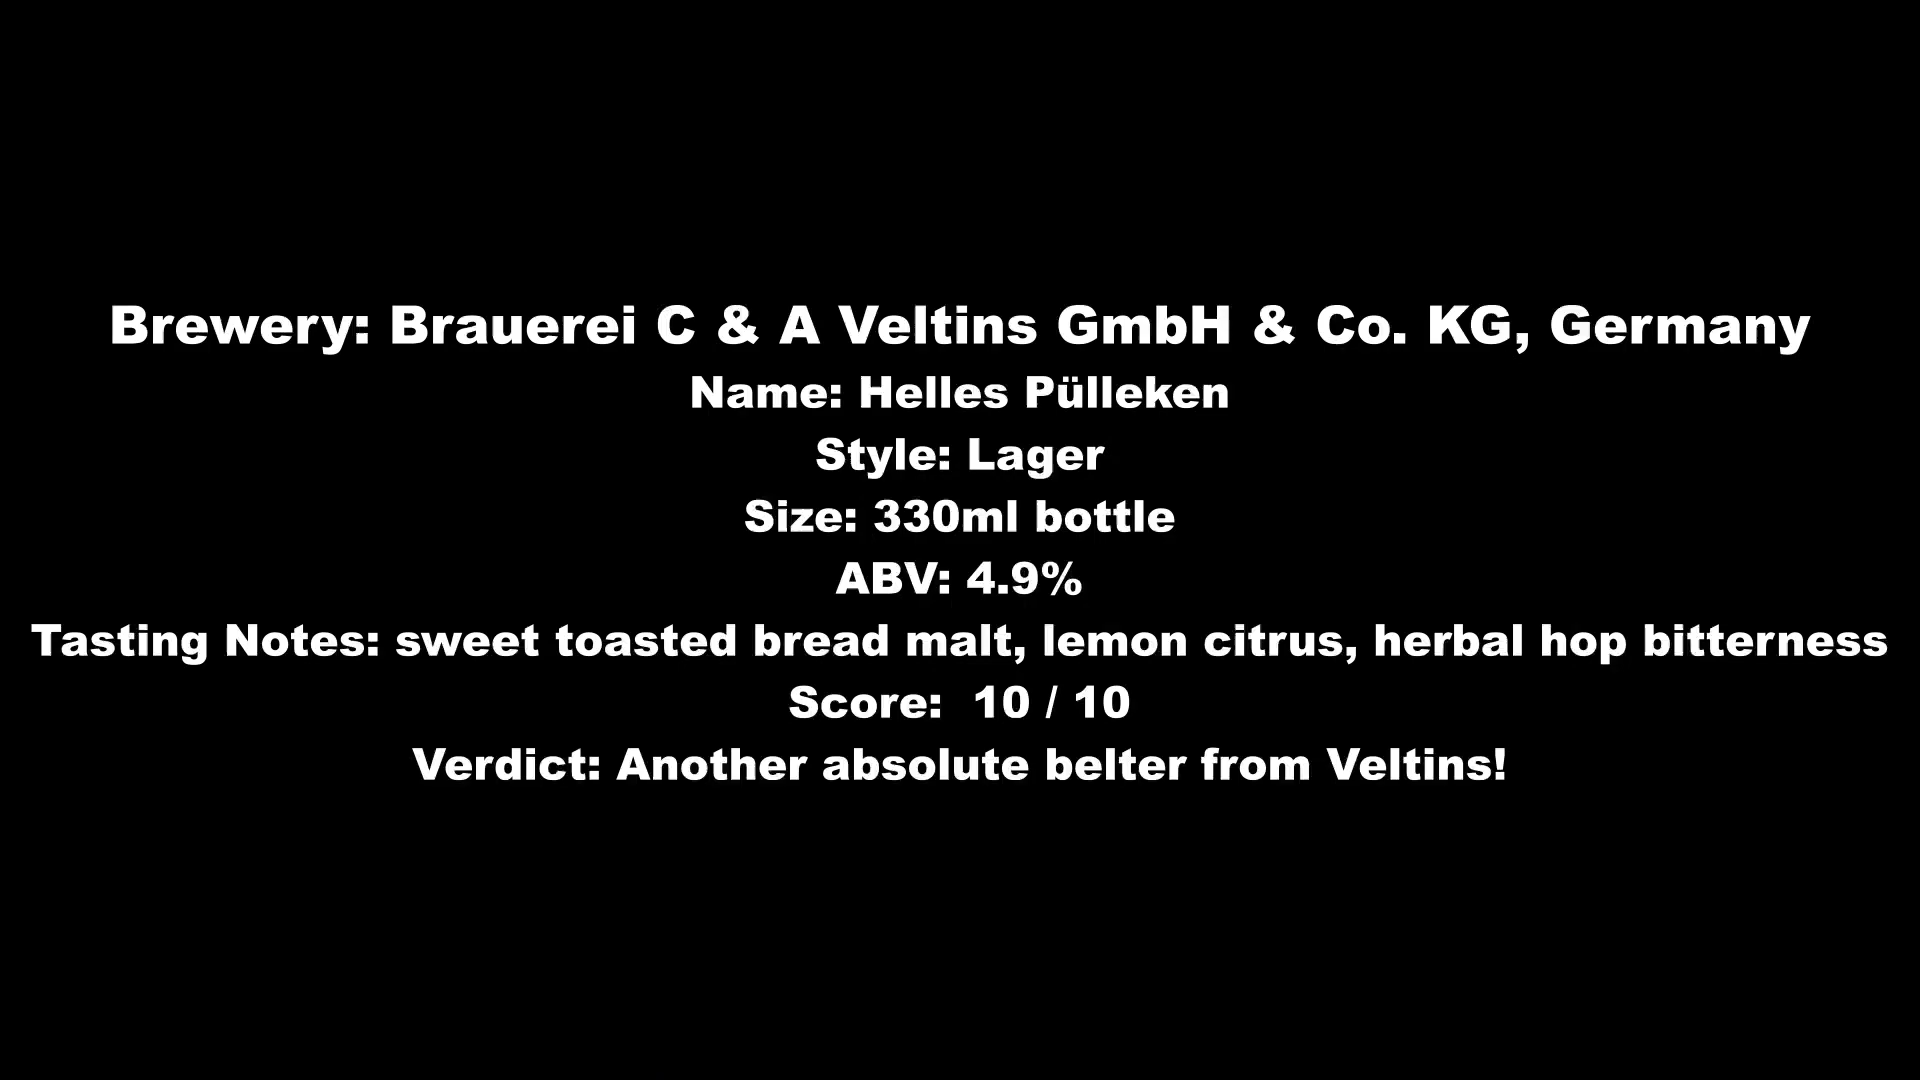 Brewery: Brauerei C & A Veltins GmbH & Co. KG, Germany
Name: Helles Pülleken
Style: Lager
Size: 330ml bottle
ABV: 4.9%
Tasting Notes: sweet toasted bread malt, lemon citrus, herbal hop bitterness
Score:  10 / 10
Verdict: Another absolute belter from Veltins!